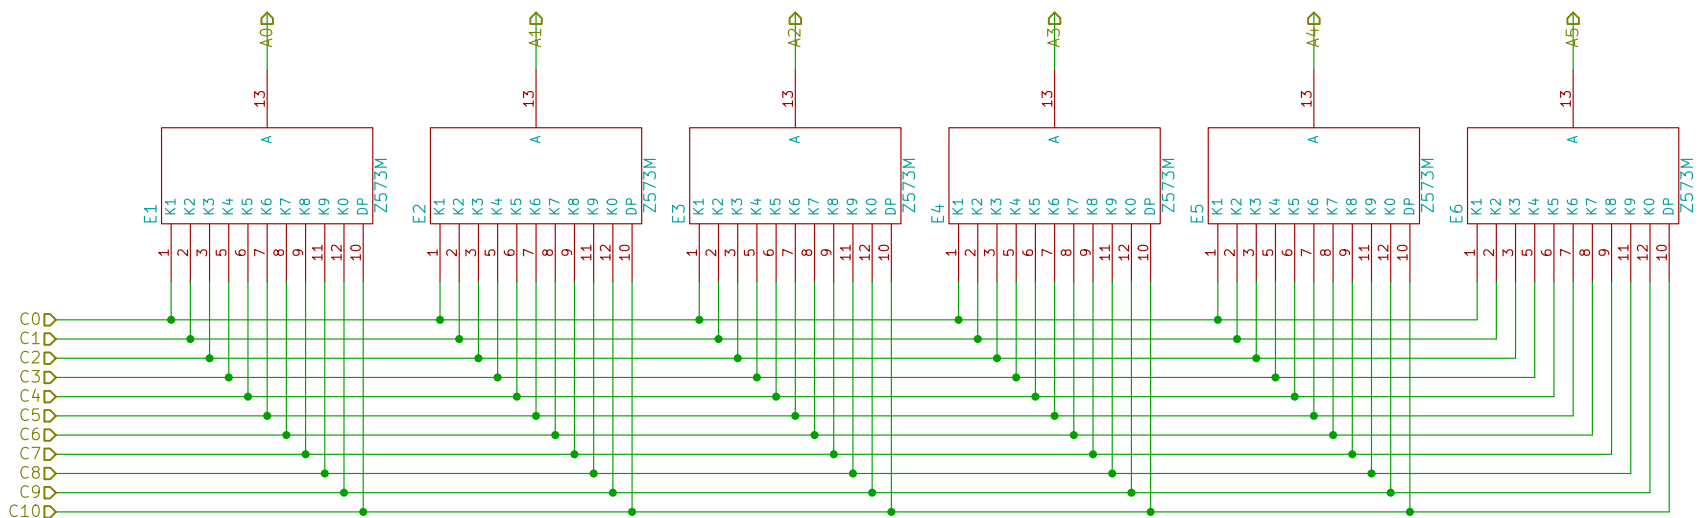 A0 A1 A2 A3 A4 A5
13 13 13 13 13 13
A A A A A A
E1 K1 K2 K3 K4 K5 K6 K7 K8 K9 K0 DP Z573M
E2 K1 K2 K3 K4 K5 K6 K7 K8 K9 K0 DP Z573M
E3 K1 K2 K3 K4 K5 K6 K7 K8 K9 K0 DP Z573M
E4 K1 K2 K3 K4 K5 K6 K7 K8 K9 K0 DP Z573M
E5 K1 K2 K3 K4 K5 K6 K7 K8 K9 K0 DP Z573M
E6 K1 K2 K3 K4 K5 K6 K7 K8 K9 K0 DP Z573M
1 2 3 5 6 7 8 9 11 12 10
1 2 3 5 6 7 8 9 11 12 10
1 2 3 5 6 7 8 9 11 12 10
1 2 3 5 6 7 8 9 11 12 10
1 2 3 5 6 7 8 9 11 12 10
1 2 3 5 6 7 8 9 11 12 10
C0
C1
C2
C3
C4
C5
C6
C7
C8
C9
C10